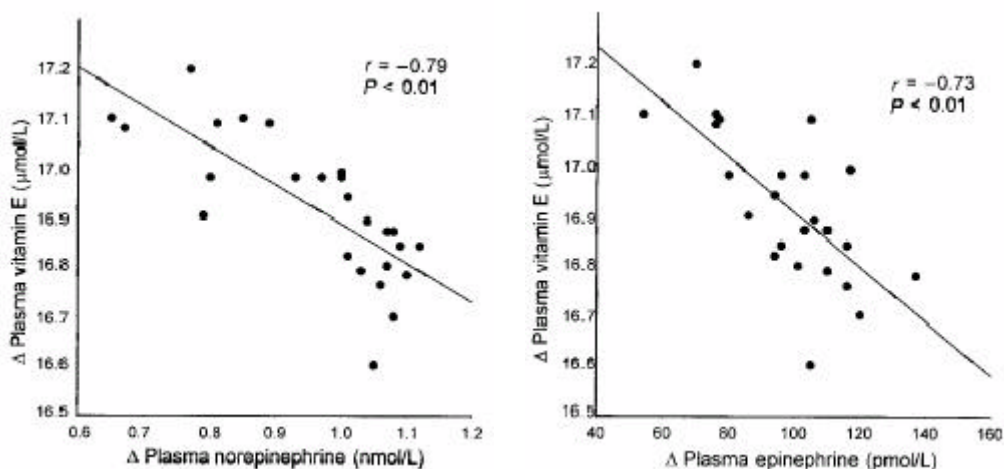 17.2
17.1
17.0
16.9
16.8
16.7
16.6
16.5
0.6 0.8 0.9 1.0 1.1 1.2
Δ Plasma vitamin E (μmol/L)
Δ Plasma norepinephrine (nmol/L)
r = −0.79
P < 0.01
17.2
17.1
17.0
16.9
16.8
16.7
16.6
16.5
40 60 80 100 120 140 160
Δ Plasma vitamin E (μmol/L)
Δ Plasma epinephrine (pmol/L)
r = −0.73
P < 0.01